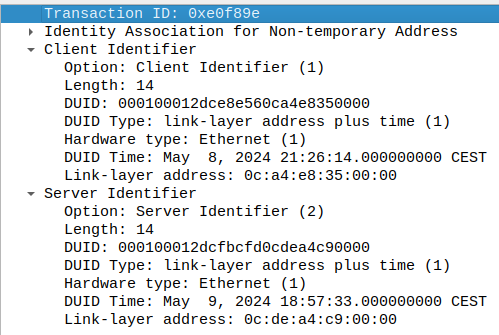 Transaction ID: 0xe0f89e
Identity Association for Non-temporary Address
Client Identifier
Option: Client Identifier (1)
Length: 14
DUID: 000100012dce8e560ca4e8350000
DUID Type: link-layer address plus time (1)
Hardware type: Ethernet (1)
DUID Time: May  8, 2024 21:26:14.000000000 CEST
Link-layer address: 0c:a4:e8:35:00:00
Server Identifier
Option: Server Identifier (2)
Length: 14
DUID: 000100012dcfbcfd0cdea4c90000
DUID Type: link-layer address plus time (1)
Hardware type: Ethernet (1)
DUID Time: May  9, 2024 18:57:33.000000000 CEST
Link-layer address: 0c:de:a4:c9:00:00